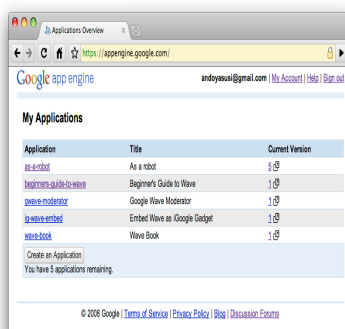 Applications Overview
https://appengine.google.com/
Google app engine
andoyasusi@gmail.com | My Account | Help | Sign out
My Applications
Application Title Current Version
as-a-robot As a robot 5
beginners-guide-to-wave Beginner's Guide to Wave 1
gwave-moderator Google Wave Moderator 1
ig-wave-embed Embed Wave as iGoogle Gadget 1
wave-book Wave Book 1
Create an Application
You have 5 applications remaining.
© 2008 Google | Terms of Service | Privacy Policy | Blog | Discussion Forums